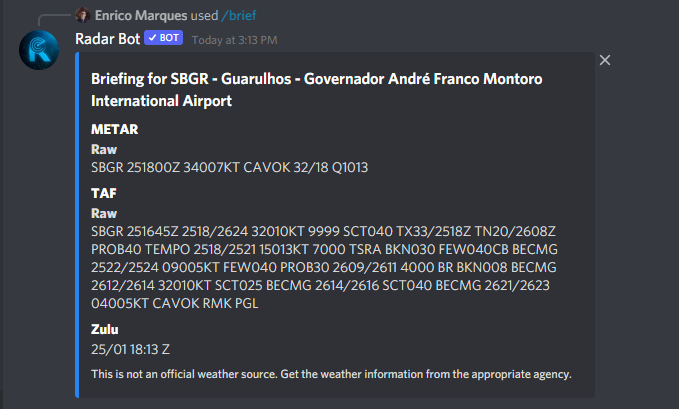 Enrico Marques used /brief
Radar Bot BOT Today at 3:13 PM
Briefing for SBGR - Guarulhos - Governador André Franco Montoro
International Airport
METAR
Raw
SBGR 251800Z 34007KT CAVOK 32/18 Q1013
TAF
Raw
SBGR 251645Z 2518/2624 32010KT 9999 SCT040 TX33/2518Z TN20/2608Z
PROB40 TEMPO 2518/2521 15013KT 7000 TSRA BKN030 FEW040CB BECMG
2522/2524 09005KT FEW040 PROB30 2609/2611 4000 BR BKN008 BECMG
2612/2614 32010KT SCT025 BECMG 2614/2616 SCT040 BECMG 2621/2623
04005KT CAVOK RMK PGL
Zulu
25/01 18:13 Z
This is not an official weather source. Get the weather information from the appropriate agency.